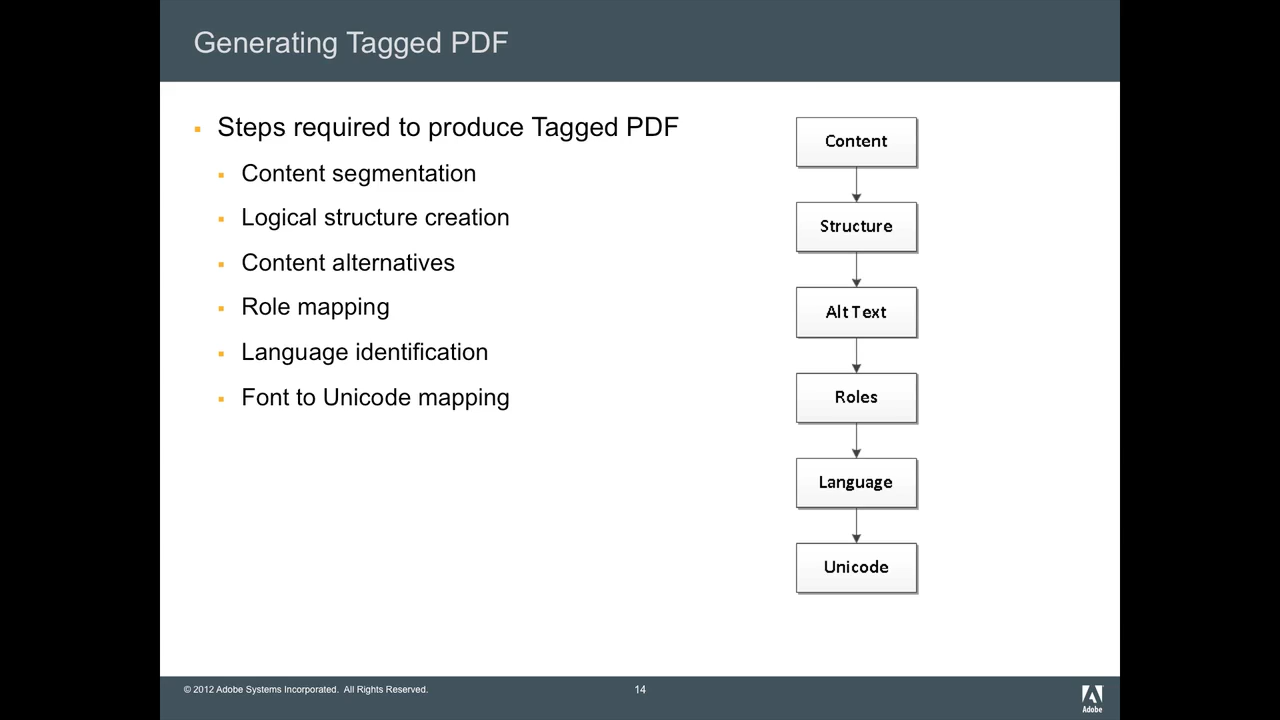 Generating Tagged PDF
Steps required to produce Tagged PDF
Content segmentation
Logical structure creation
Content alternatives
Role mapping
Language identification
Font to Unicode mapping
Content
Structure
Alt Text
Roles
Language
Unicode
© 2012 Adobe Systems Incorporated. All Rights Reserved.
14
Adobe